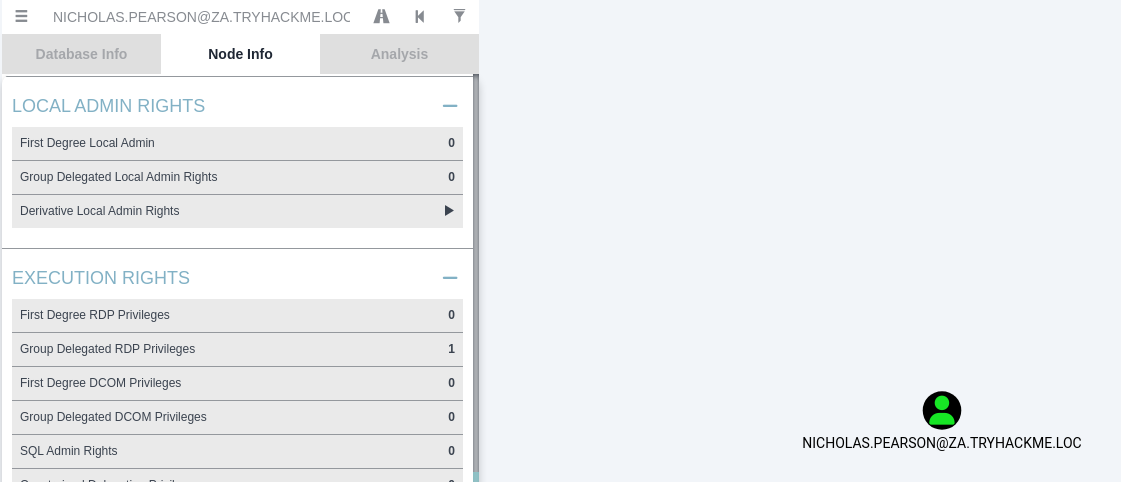 NICHOLAS.PEARSON@ZA.TRYHACKME.LOC
Database Info Node Info Analysis
LOCAL ADMIN RIGHTS
First Degree Local Admin 0
Group Delegated Local Admin Rights 0
Derivative Local Admin Rights
EXECUTION RIGHTS
First Degree RDP Privileges 0
Group Delegated RDP Privileges 1
First Degree DCOM Privileges 0
Group Delegated DCOM Privileges 0
SQL Admin Rights 0
NICHOLAS.PEARSON@ZA.TRYHACKME.LOC